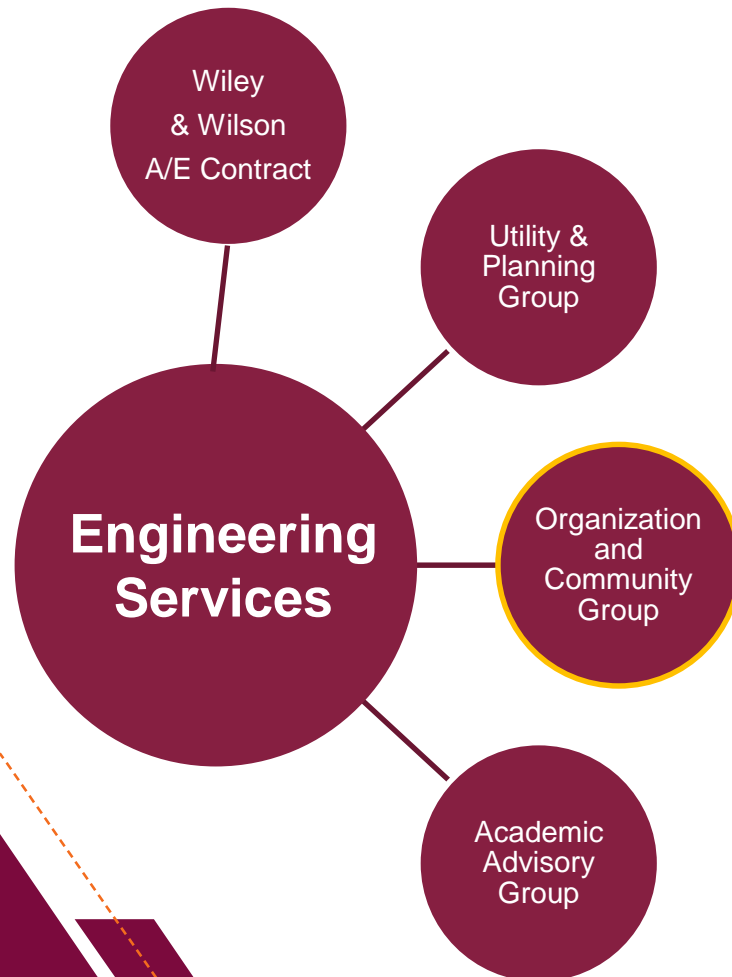 Wiley
& Wilson
A/E Contract
Utility &
Planning
Group
Engineering
Services
Organization
and
Community
Group
Academic
Advisory
Group